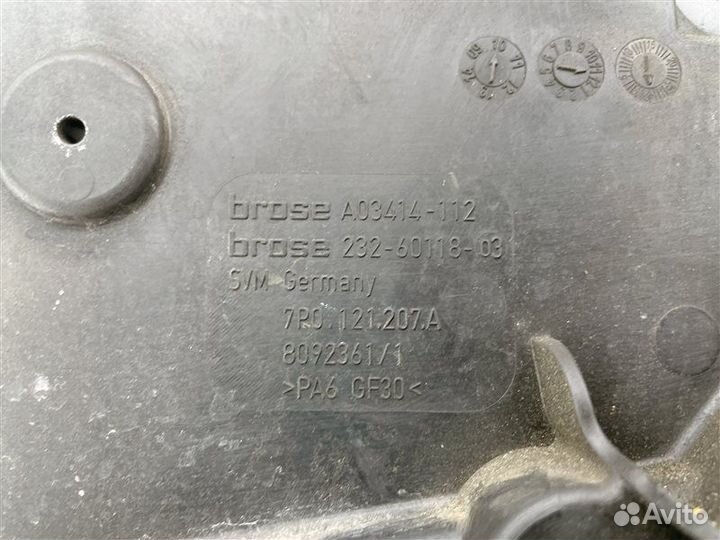 brose A03414-112
brose 232-60118-03
SVM Germany
7P0.121.207.A
8092361/1
>PA6 GF30<
Avito